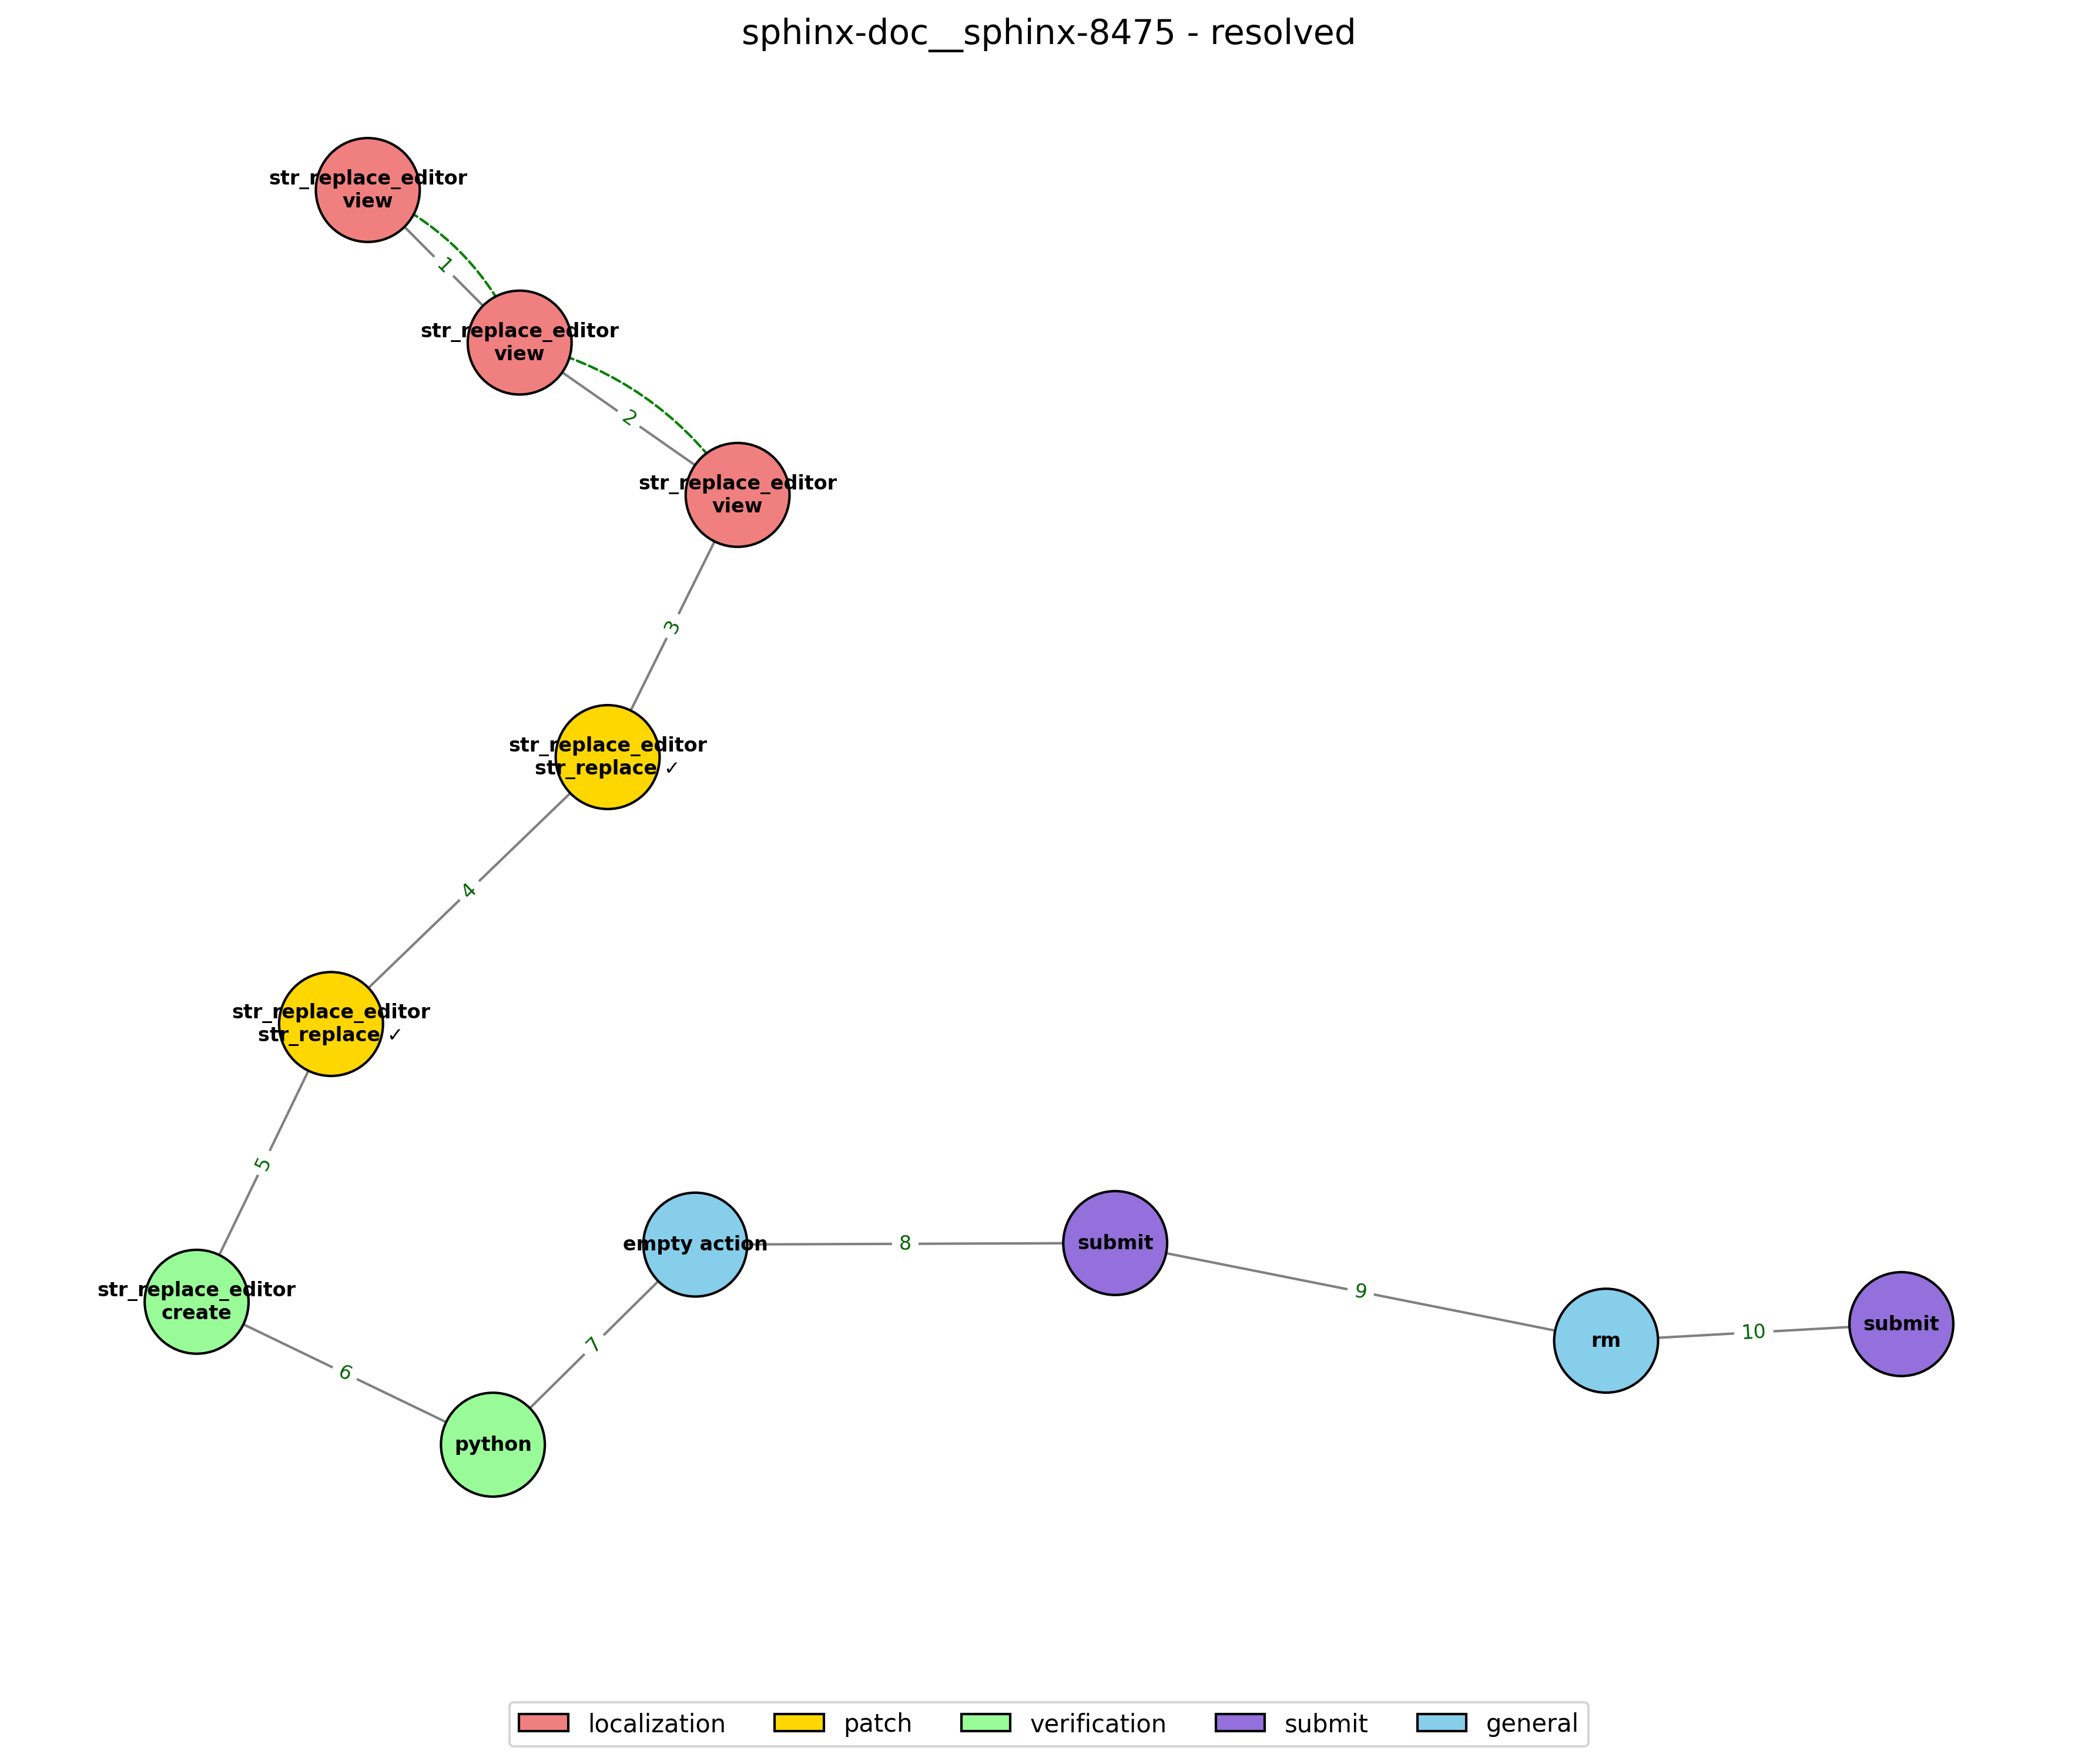 sphinx-doc__sphinx-8475 - resolved
str_replace_editor
view
1
str_replace_editor
view
2
str_replace_editor
view
3
str_replace_editor
str_replace ✓
4
str_replace_editor
str_replace ✓
5
str_replace_editor
create
6
python
7
empty action
8
submit
9
rm
10
submit
localization
patch
verification
submit
general